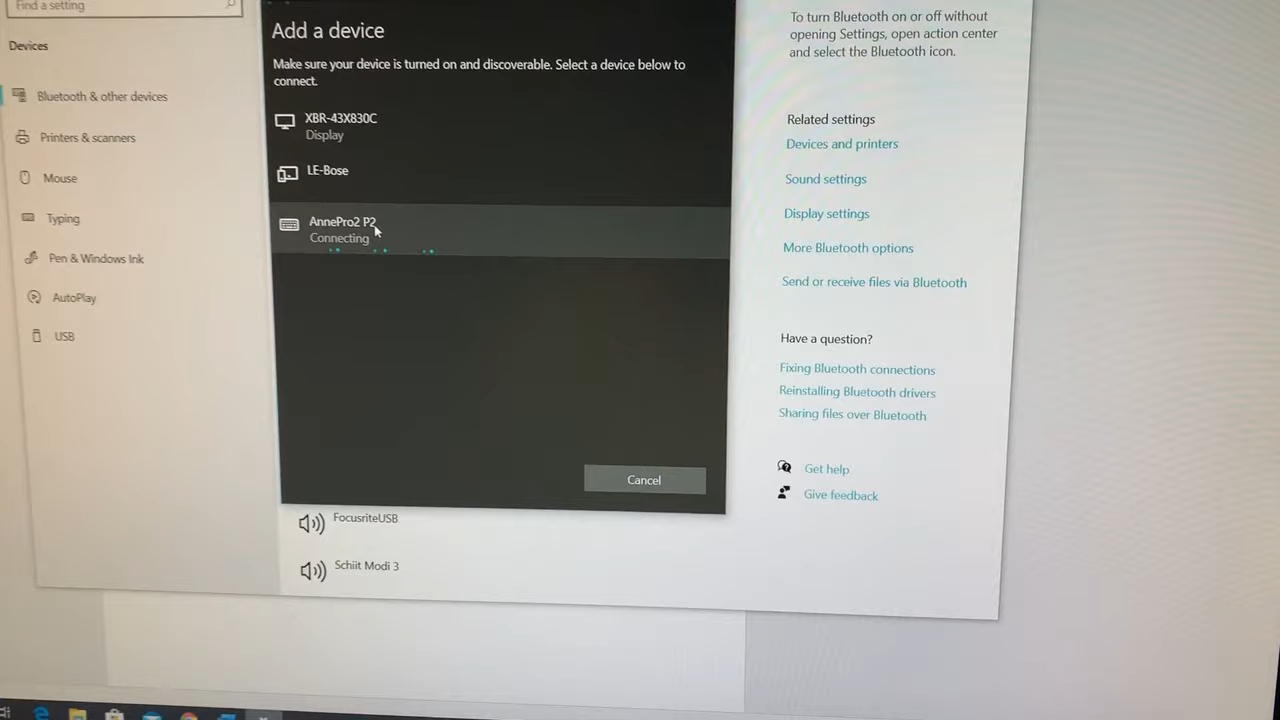 Find a setting
Devices
Bluetooth & other devices
Printers & scanners
Mouse
Typing
Pen & Windows Ink
AutoPlay
USB
Add a device
Make sure your device is turned on and discoverable. Select a device below to
connect.
XBR-43X830C
Display
LE-Bose
AnnePro2 P2
Connecting
Cancel
FocusriteUSB
Schiit Modi 3
To turn Bluetooth on or off without
opening Settings, open action center
and select the Bluetooth icon.
Related settings
Devices and printers
Sound settings
Display settings
More Bluetooth options
Send or receive files via Bluetooth
Have a question?
Fixing Bluetooth connections
Reinstalling Bluetooth drivers
Sharing files over Bluetooth
Get help
Give feedback